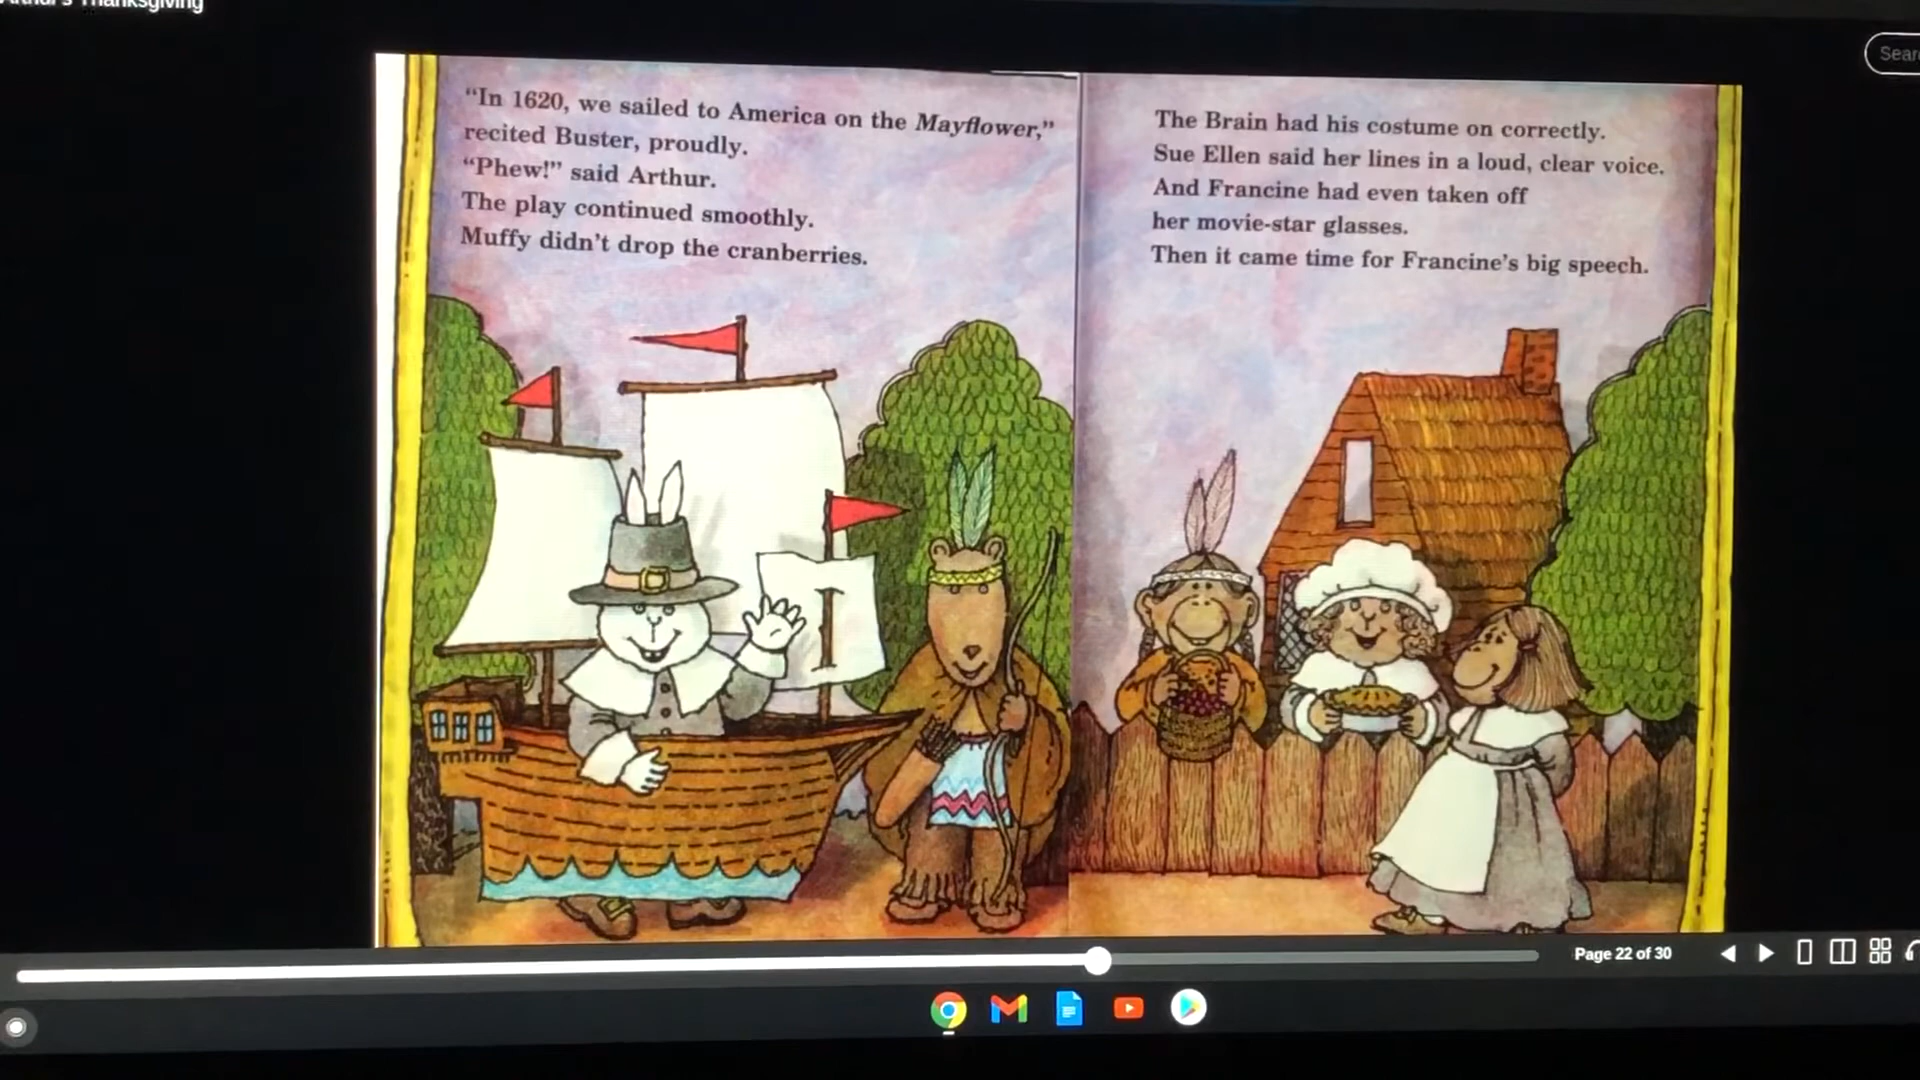 Arthur's Thanksgiving
"In 1620, we sailed to America on the Mayflower,"
recited Buster, proudly.
"Phew!" said Arthur.
The play continued smoothly.
Muffy didn't drop the cranberries.
The Brain had his costume on correctly.
Sue Ellen said her lines in a loud, clear voice.
And Francine had even taken off
her movie-star glasses.
Then it came time for Francine's big speech.
Page 22 of 30